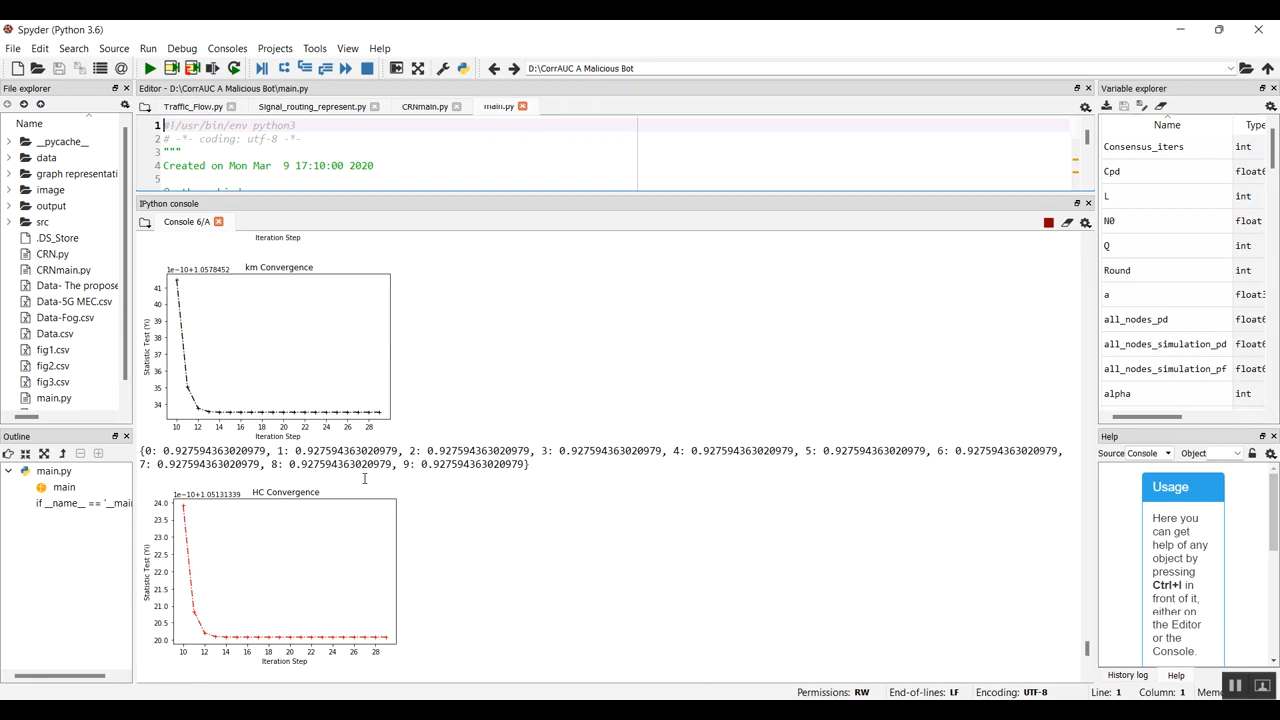 Spyder (Python 3.6)
File Edit Search Source Run Debug Consoles Projects Tools View Help
D:\CorrAUC A Malicious Bot
File explorer
Name
__pycache__
data
graph representati
image
output
src
.DS_Store
CRN.py
CRNmain.py
Data- The propose
Data-5G MEC.csv
Data-Fog.csv
Data.csv
fig1.csv
fig2.csv
fig3.csv
main.py
Outline
main.py
main
if __name__ == '__mai
Editor - D:\CorrAUC A Malicious Bot\main.py
Traffic_Flow.py Signal_routing_represent.py CRNmain.py main.py
1 #!/usr/bin/env python3
2 # -*- coding: utf-8 -*-
3 """
4 Created on Mon Mar  9 17:10:00 2020
5
IPython console
Console 6/A
Iteration Step
1e-10+1.0578452 km Convergence
Statistic Test (Yi)
41
40
39
38
37
36
35
34
10 12 14 16 18 20 22 24 26 28
Iteration Step
{0: 0.927594363020979, 1: 0.927594363020979, 2: 0.927594363020979, 3: 0.927594363020979, 4: 0.927594363020979, 5: 0.927594363020979, 6: 0.927594363020979,
7: 0.927594363020979, 8: 0.927594363020979, 9: 0.927594363020979}
1e-10+1.05131339 HC Convergence
Statistic Test (Yi)
24.0
23.5
23.0
22.5
22.0
21.5
21.0
20.5
20.0
10 12 14 16 18 20 22 24 26 28
Iteration Step
Variable explorer
Name Type
Consensus_iters int
Cpd float6
L int
N0 float
Q int
Round int
a float3
all_nodes_pd float6
all_nodes_simulation_pd float6
all_nodes_simulation_pf float6
alpha int
Help
Source Console Object
Usage
Here you
can get
help of any
object by
pressing
Ctrl+I in
front of it,
either on
the Editor
or the
Console.
History log Help
Permissions: RW End-of-lines: LF Encoding: UTF-8 Line: 1 Column: 1 Memo